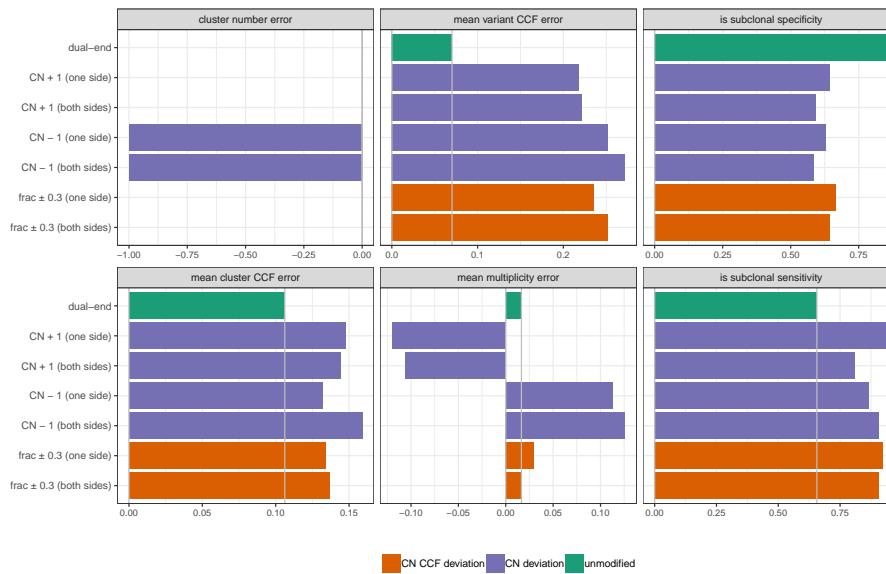 cluster number error
mean variant CCF error
is subclonal specificity
dual−end
CN + 1 (one side)
CN + 1 (both sides)
CN − 1 (one side)
CN − 1 (both sides)
frac ± 0.3 (one side)
frac ± 0.3 (both sides)
−1.00 −0.75 −0.50 −0.25 0.00
0.0 0.1 0.2
0.00 0.25 0.50 0.75
mean cluster CCF error
mean multiplicity error
is subclonal sensitivity
dual−end
CN + 1 (one side)
CN + 1 (both sides)
CN − 1 (one side)
CN − 1 (both sides)
frac ± 0.3 (one side)
frac ± 0.3 (both sides)
0.00 0.05 0.10 0.15
−0.10 −0.05 0.00 0.05 0.10
0.00 0.25 0.50 0.75
CN CCF deviation CN deviation unmodified